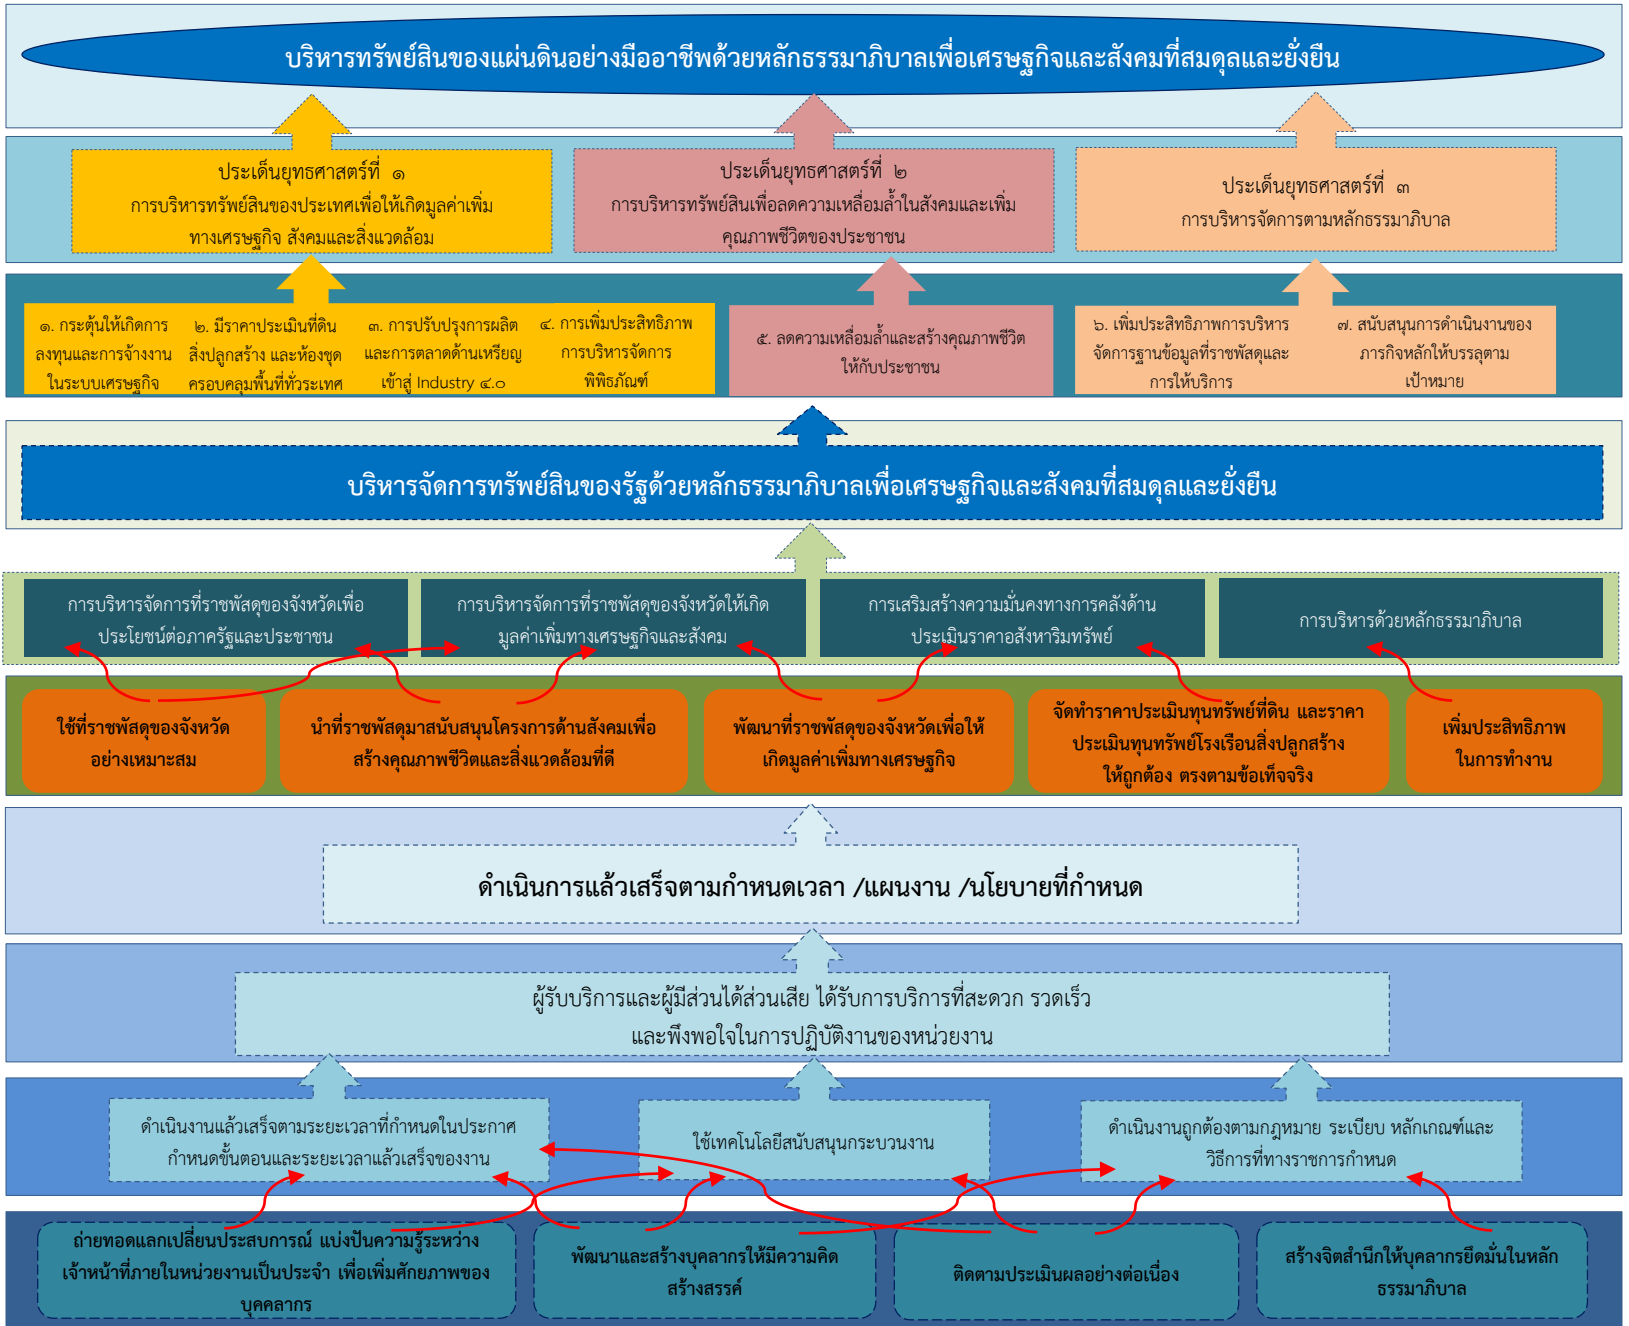 บริหารทรัพย์สินของแผ่นดินอย่างมืออาชีพด้วยหลักธรรมาภิบาลเพื่อเศรษฐกิจและสังคมที่สมดุลและยั่งยืน
ประเด็นยุทธศาสตร์ที่ ๑
การบริหารทรัพย์สินของประเทศเพื่อให้เกิดมูลค่าเพิ่ม
ทางเศรษฐกิจ สังคมและสิ่งแวดล้อม
ประเด็นยุทธศาสตร์ที่ ๒
การบริหารทรัพย์สินเพื่อลดความเหลื่อมล้ำในสังคมและเพิ่ม
คุณภาพชีวิตของประชาชน
ประเด็นยุทธศาสตร์ที่ ๓
การบริหารจัดการตามหลักธรรมาภิบาล
๑. กระตุ้นให้เกิดการ
ลงทุนและการจ้างงาน
ในระบบเศรษฐกิจ
๒. มีราคาประเมินที่ดิน
สิ่งปลูกสร้าง และห้องชุด
ครอบคลุมพื้นที่ทั่วระเทศ
๓. การปรับปรุงการผลิต
และการตลาดด้านเหรียญ
เข้าสู่ Industry ๔.๐
๔. การเพิ่มประสิทธิภาพ
การบริหารจัดการ
พิพิธภัณฑ์
๕. ลดความเหลื่อมล้ำและสร้างคุณภาพชีวิต
ให้กับประชาชน
๖. เพิ่มประสิทธิภาพการบริหาร
จัดการฐานข้อมูลที่ราชพัสดุและ
การให้บริการ
๗. สนับสนุนการดำเนินงานของ
ภารกิจหลักให้บรรลุตาม
เป้าหมาย
บริหารจัดการทรัพย์สินของรัฐด้วยหลักธรรมาภิบาลเพื่อเศรษฐกิจและสังคมที่สมดุลและยั่งยืน
การบริหารจัดการที่ราชพัสดุของจังหวัดเพื่อ
ประโยชน์ต่อภาครัฐและประชาชน
การบริหารจัดการที่ราชพัสดุของจังหวัดให้เกิด
มูลค่าเพิ่มทางเศรษฐกิจและสังคม
การเสริมสร้างความมั่นคงทางการคลังด้าน
ประเมินราคาอสังหาริมทรัพย์
การบริหารด้วยหลักธรรมาภิบาล
ใช้ที่ราชพัสดุของจังหวัด
อย่างเหมาะสม
นำที่ราชพัสดุมาสนับสนุนโครงการด้านสังคมเพื่อ
สร้างคุณภาพชีวิตและสิ่งแวดล้อมที่ดี
พัฒนาที่ราชพัสดุของจังหวัดเพื่อให้
เกิดมูลค่าเพิ่มทางเศรษฐกิจ
จัดทำราคาประเมินทุนทรัพย์ที่ดิน และราคา
ประเมินทุนทรัพย์โรงเรือนสิ่งปลูกสร้าง
ให้ถูกต้อง ตรงตามข้อเท็จจริง
เพิ่มประสิทธิภาพ
ในการทำงาน
ดำเนินการแล้วเสร็จตามกำหนดเวลา /แผนงาน /นโยบายที่กำหนด
ผู้รับบริการและผู้มีส่วนได้ส่วนเสีย ได้รับการบริการที่สะดวก รวดเร็ว
และพึงพอใจในการปฏิบัติงานของหน่วยงาน
ดำเนินงานแล้วเสร็จตามระยะเวลาที่กำหนดในประกาศ
กำหนดขั้นตอนและระยะเวลาแล้วเสร็จของงาน
ใช้เทคโนโลยีสนับสนุนกระบวนงาน
ดำเนินงานถูกต้องตามกฎหมาย ระเบียบ หลักเกณฑ์และ
วิธีการที่ทางราชการกำหนด
ถ่ายทอดแลกเปลี่ยนประสบการณ์ แบ่งปันความรู้ระหว่าง
เจ้าหน้าที่ภายในหน่วยงานเป็นประจำ เพื่อเพิ่มศักยภาพของ
บุคคลากร
พัฒนาและสร้างบุคลากรให้มีความคิด
สร้างสรรค์
ติดตามประเมินผลอย่างต่อเนื่อง
สร้างจิตสำนึกให้บุคลากรยึดมั่นในหลัก
ธรรมาภิบาล